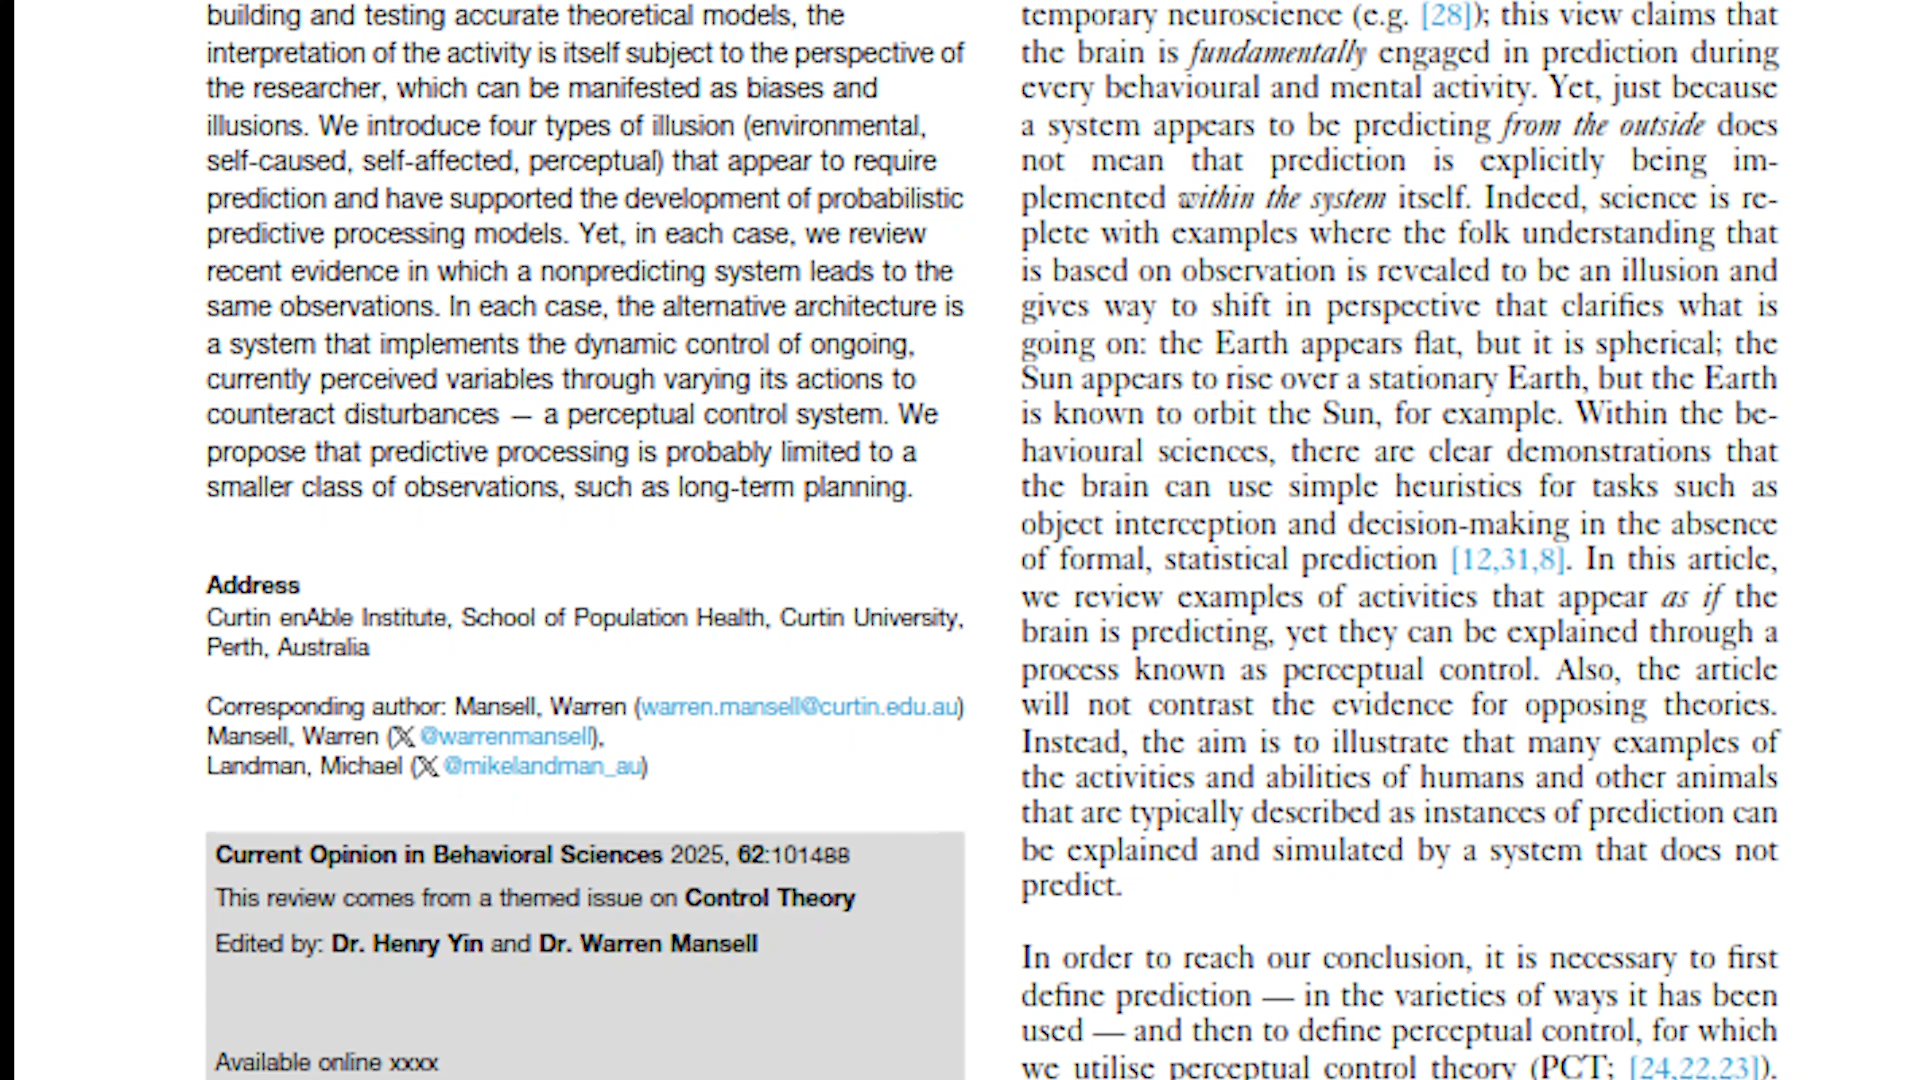 building and testing accurate theoretical models, the
interpretation of the activity is itself subject to the perspective of
the researcher, which can be manifested as biases and
illusions. We introduce four types of illusion (environmental,
self-caused, self-affected, perceptual) that appear to require
prediction and have supported the development of probabilistic
predictive processing models. Yet, in each case, we review
recent evidence in which a nonpredicting system leads to the
same observations. In each case, the alternative architecture is
a system that implements the dynamic control of ongoing,
currently perceived variables through varying its actions to
counteract disturbances — a perceptual control system. We
propose that predictive processing is probably limited to a
smaller class of observations, such as long-term planning.
Address
Curtin enAble Institute, School of Population Health, Curtin University,
Perth, Australia
Corresponding author: Mansell, Warren (warren.mansell@curtin.edu.au)
Mansell, Warren (𝕏 @warrenmansell),
Landman, Michael (𝕏 @mikelandman_au)
Current Opinion in Behavioral Sciences 2025, 62:101488
This review comes from a themed issue on Control Theory
Edited by: Dr. Henry Yin and Dr. Warren Mansell
Available online xxxx
temporary neuroscience (e.g. [28]); this view claims that
the brain is fundamentally engaged in prediction during
every behavioural and mental activity. Yet, just because
a system appears to be predicting from the outside does
not mean that prediction is explicitly being im-
plemented within the system itself. Indeed, science is re-
plete with examples where the folk understanding that
is based on observation is revealed to be an illusion and
gives way to shift in perspective that clarifies what is
going on: the Earth appears flat, but it is spherical; the
Sun appears to rise over a stationary Earth, but the Earth
is known to orbit the Sun, for example. Within the be-
havioural sciences, there are clear demonstrations that
the brain can use simple heuristics for tasks such as
object interception and decision-making in the absence
of formal, statistical prediction [12,31,8]. In this article,
we review examples of activities that appear as if the
brain is predicting, yet they can be explained through a
process known as perceptual control. Also, the article
will not contrast the evidence for opposing theories.
Instead, the aim is to illustrate that many examples of
the activities and abilities of humans and other animals
that are typically described as instances of prediction can
be explained and simulated by a system that does not
predict.
In order to reach our conclusion, it is necessary to first
define prediction — in the varieties of ways it has been
used — and then to define perceptual control, for which
we utilise perceptual control theory (PCT; [24,22,23]).